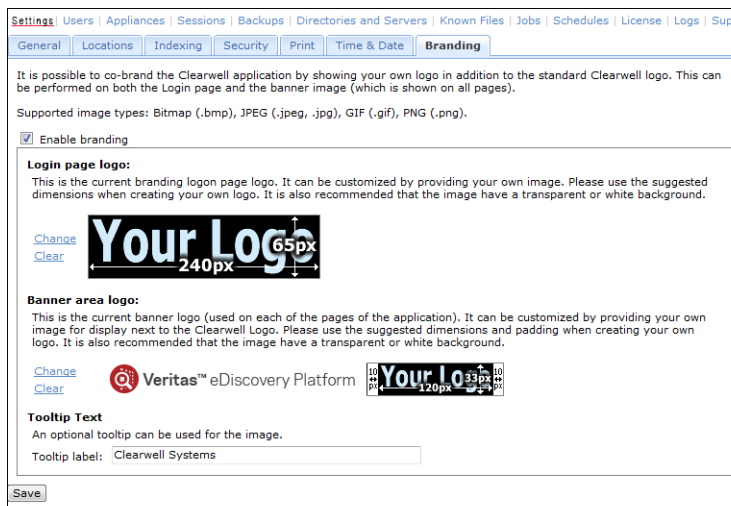 Settings| Users | Appliances | Sessions | Backups | Directories and Servers | Known Files | Jobs | Schedules | License | Logs |
General Locations Indexing Security Print Time & Date Branding
It is possible to co-brand the Clearwell application by showing your own logo in addition to the standard Clearwell logo. This can
be performed on both the Login page and the banner image (which is shown on all pages).
Supported image types: Bitmap (.bmp), JPEG (.jpeg, .jpg), GIF (.gif), PNG (.png).
Enable branding
Login page logo:
This is the current branding logon page logo. It can be customized by providing your own image. Please use the suggested
dimensions when creating your own logo. It is also recommended that the image have a transparent or white background.
Change
Clear
Your Logo
65px
240px
Banner area logo:
This is the current banner logo (used on each of the pages of the application). It can be customized by providing your own
image for display next to the Clearwell Logo. Please use the suggested dimensions and padding when creating your own
logo. It is also recommended that the image have a transparent or white background.
Change
Clear
Veritas™ eDiscovery Platform
10 px
Your Logo
33px
120px
10 px
Tooltip Text
An optional tooltip can be used for the image.
Tooltip label: Clearwell Systems
Save